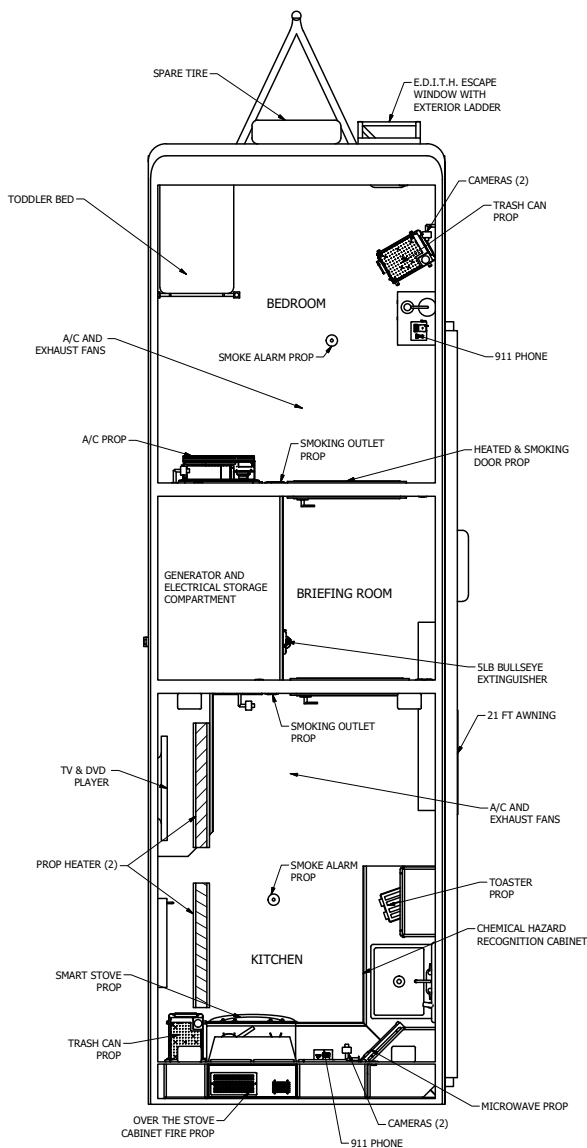 SPARE TIRE
E.D.I.T.H. ESCAPE
WINDOW WITH
EXTERIOR LADDER
CAMERAS (2)
TRASH CAN
PROP
TODDLER BED
BEDROOM
A/C AND
EXHAUST FANS
SMOKE ALARM PROP
911 PHONE
A/C PROP
SMOKING OUTLET
PROP
HEATED & SMOKING
DOOR PROP
GENERATOR AND
ELECTRICAL STORAGE
COMPARTMENT
BRIEFING ROOM
5LB BULLSEYE
EXTINGUISHER
SMOKING OUTLET
PROP
21 FT AWNING
TV & DVD
PLAYER
A/C AND
EXHAUST FANS
PROP HEATER (2)
SMOKE ALARM
PROP
TOASTER
PROP
CHEMICAL HAZARD
RECOGNITION CABINET
KITCHEN
SMART STOVE
PROP
TRASH CAN
PROP
MICROWAVE PROP
OVER THE STOVE
CABINET FIRE PROP
CAMERAS (2)
911 PHONE